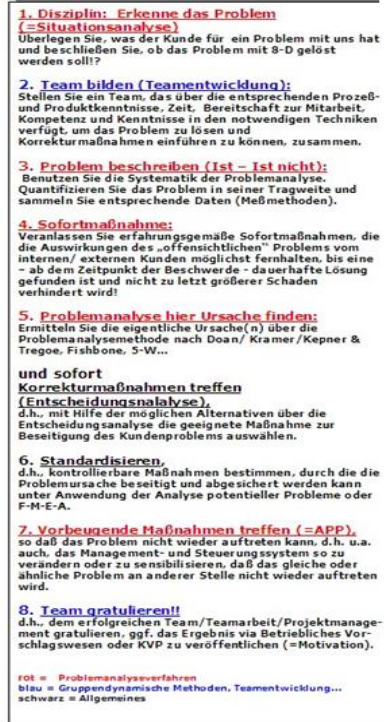 1. Disziplin: Erkenne das Problem
(=Situationsanalyse)
Überlegen Sie, was der Kunde für ein Problem mit uns hat
und beschließen Sie, ob das Problem mit 8-D gelöst
werden soll!?
2. Team bilden (Teamentwicklung):
Stellen Sie ein Team, das über die entsprechenden Prozeß-
und Produktkenntnisse, Zeit, Bereitschaft zur Mitarbeit,
Kompetenz und Kenntnisse in den notwendigen Techniken
verfügt, um das Problem zu lösen und
Korrekturmaßnahmen einführen zu können, zusammen.
3. Problem beschreiben (Ist – Ist nicht):
Benutzen Sie die Systematik der Problemanalyse.
Quantifizieren Sie das Problem in seiner Tragweite und
sammeln Sie entsprechende Daten (Meßmethoden).
4. Sofortmaßnahme:
Veranlassen Sie erfahrungsgemäße Sofortmaßnahmen, die
die Auswirkungen des „offensichtlichen“ Problems vom
internen/ externen Kunden möglichst fernhalten, bis eine
– ab dem Zeitpunkt der Beschwerde - dauerhafte Lösung
gefunden ist und nicht zu letzt größerer Schaden
verhindert wird!
5. Problemanalyse hier Ursache finden:
Ermitteln Sie die eigentliche Ursache(n) über die
Problemanalysemethode nach Doan/ Kramer/Kepner &
Tregoe, Fishbone, 5-W...
und sofort
Korrekturmaßnahmen treffen
(Entscheidungsnalalyse),
d.h., mit Hilfe der möglichen Alternativen über die
Entscheidungsanalyse die geeignete Maßnahme zur
Beseitigung des Kundenproblems auswählen.
6. Standardisieren,
d.h., kontrollierbare Maßnahmen bestimmen, durch die die
Problemursache beseitigt und abgesichert werden kann
unter Anwendung der Analyse potentieller Probleme oder
F-M-E-A.
7. Vorbeugende Maßnahmen treffen (=APP),
so daß das Problem nicht wieder auftreten kann, d.h. u.a.
auch, das Management- und Steuerungssystem so zu
verändern oder zu sensibilisieren, daß das gleiche oder
ähnliche Problem an anderer Stelle nicht wieder auftreten
wird.
8. Team gratulieren!!
d.h., dem erfolgreichen Team/Teamarbeit/Projektmanage-
ment gratulieren, ggf. das Ergebnis via Betriebliches Vor-
schlagswesen oder KVP zu veröffentlichen (=Motivation).
rot = Problemanalyseverfahren
blau = Gruppendynamische Methoden, Teamentwicklung...
schwarz = Allgemeines